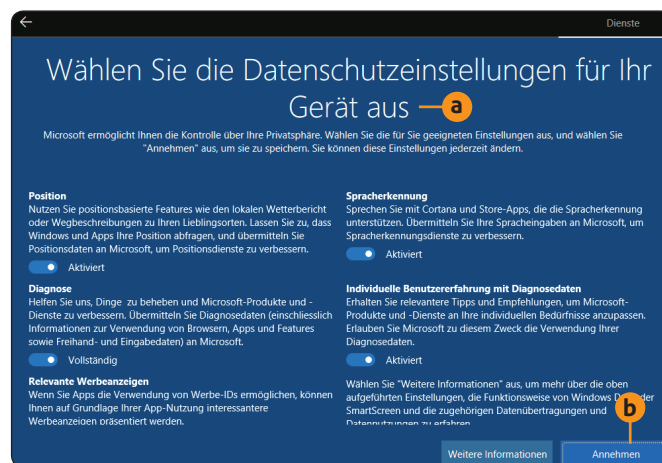 Dienste
Wählen Sie die Datenschutzeinstellungen für Ihr
Gerät aus
a
Microsoft ermöglicht Ihnen die Kontrolle über Ihre Privatsphäre. Wählen Sie die für Sie geeigneten Einstellungen aus, und wählen Sie
"Annehmen" aus, um sie zu speichern. Sie können diese Einstellungen jederzeit ändern.
Position
Nutzen Sie positionsbasierte Features wie den lokalen Wetterbericht
oder Wegbeschreibungen zu Ihren Lieblingsorten. Lassen Sie zu, dass
Windows und Apps Ihre Position abfragen, und übermitteln Sie
Positionsdaten an Microsoft, um Positionsdienste zu verbessern.
Aktiviert
Diagnose
Helfen Sie uns, Dinge zu beheben und Microsoft-Produkte und -
Dienste zu verbessern. Übermitteln Sie Diagnosedaten (einschliesslich
Informationen zur Verwendung von Browsern, Apps und Features
sowie Freihand- und Eingabedaten) an Microsoft.
Vollständig
Relevante Werbeanzeigen
Wenn Sie Apps die Verwendung von Werbe-IDs ermöglichen, können
Ihnen auf Grundlage Ihrer App-Nutzung interessantere
Werbeanzeigen präsentiert werden.
Spracherkennung
Sprechen Sie mit Cortana und Store-Apps, die die Spracherkennung
unterstützen. Übermitteln Sie Ihre Spracheingaben an Microsoft, um
Spracherkennungsdienste zu verbessern.
Aktiviert
Individuelle Benutzererfahrung mit Diagnosedaten
Erhalten Sie relevantere Tipps und Empfehlungen, um Microsoft-
Produkte und -Dienste an Ihre individuellen Bedürfnisse anzupassen.
Erlauben Sie Microsoft zu diesem Zweck die Verwendung Ihrer
Diagnosedaten.
Aktiviert
Wählen Sie "Weitere Informationen" aus, um mehr über die oben
aufgeführten Einstellungen, die Funktionsweise von Windows der
SmartScreen und die zugehörigen Datenübertragungen und
Datennutzungen zu erfahren.
b
Weitere Informationen
Annehmen